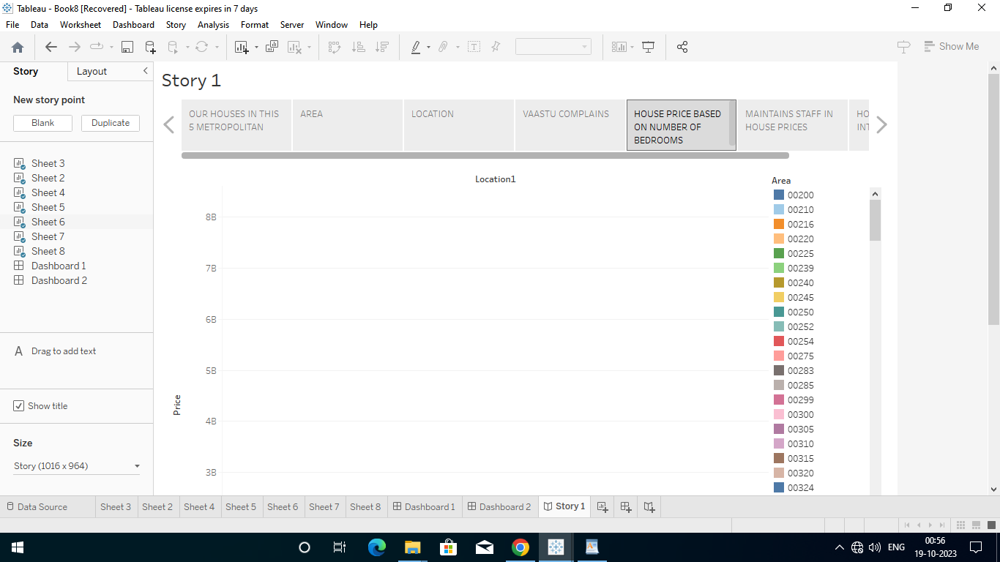 Tableau - Book8 [Recovered] - Tableau license expires in 7 days
File Data Worksheet Dashboard Story Analysis Format Server Window Help
Show Me
Story Layout
New story point
Blank Duplicate
Sheet 3
Sheet 2
Sheet 4
Sheet 5
Sheet 6
Sheet 7
Sheet 8
Dashboard 1
Dashboard 2
A Drag to add text
Show title
Size
Story (1016 x 964)
Story 1
OUR HOUSES IN THIS
5 METROPOLITAN
AREA
LOCATION
VAASTU COMPLAINS
HOUSE PRICE BASED
ON NUMBER OF
BEDROOMS
MAINTAINS STAFF IN
HOUSE PRICES
HO
INT
Location1
8B
7B
6B
5B
4B
3B
Price
Area
00200
00210
00216
00220
00225
00239
00240
00245
00250
00252
00254
00275
00283
00285
00299
00300
00305
00310
00315
00320
00324
Data Source Sheet 3 Sheet 2 Sheet 4 Sheet 5 Sheet 6 Sheet 7 Sheet 8 Dashboard 1 Dashboard 2 Story 1
ENG
00:56
19-10-2023